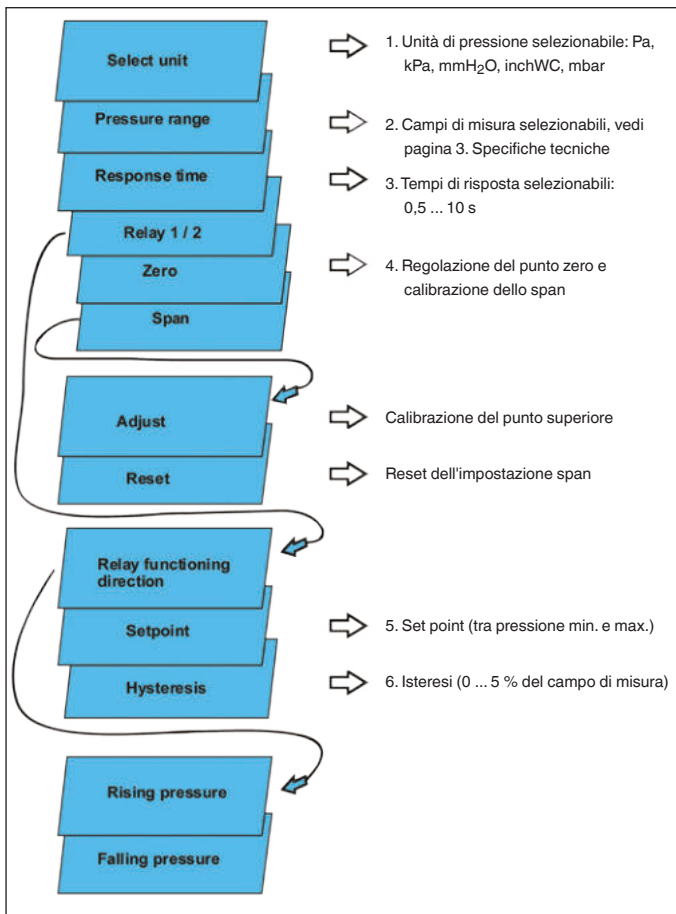 Select unit
1. Unità di pressione selezionabile: Pa,
kPa, mmH₂O, inchWC, mbar
Pressure range
2. Campi di misura selezionabili, vedi
pagina 3. Specifiche tecniche
Response time
3. Tempi di risposta selezionabili:
0,5 ... 10 s
Relay 1 / 2
Zero
4. Regolazione del punto zero e
calibrazione dello span
Span
Adjust
Calibrazione del punto superiore
Reset
Reset dell'impostazione span
Relay functioning
direction
Setpoint
5. Set point (tra pressione min. e max.)
Hysteresis
6. Isteresi (0 ... 5 % del campo di misura)
Rising pressure
Falling pressure